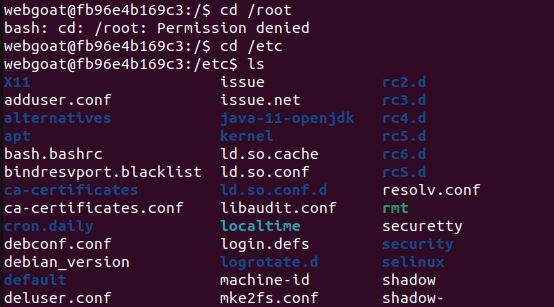 webgoat@fb96e4b169c3:/$ cd /root
bash: cd: /root: Permission denied
webgoat@fb96e4b169c3:/$ cd /etc
webgoat@fb96e4b169c3:/etc$ ls
X11 issue rc2.d
adduser.conf issue.net rc3.d
alternatives java-11-openjdk rc4.d
apt kernel rc5.d
bash.bashrc ld.so.cache rc6.d
bindresvport.blacklist ld.so.conf rcS.d
ca-certificates ld.so.conf.d resolv.conf
ca-certificates.conf libaudit.conf rmt
cron.daily localtime securetty
debconf.conf login.defs security
debian_version logrotate.d selinux
default machine-id shadow
deluser.conf mke2fs.conf shadow-